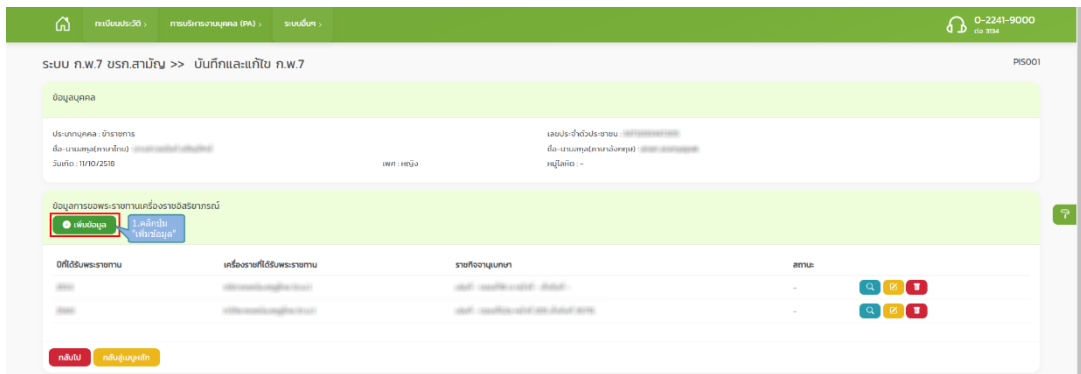 ทะเบียนประวัติ > การบริหารงานบุคคล (PA) > ระบบอื่นๆ > 0-2241-9000
ต่อ 3134
ระบบ ก.พ.7 ขรก.สามัญ >> บันทึกและแก้ไข ก.พ.7 PIS001
ข้อมูลบุคคล
ประเภทบุคคล : ข้าราชการ เลขประจำตัวประชาชน :
ชื่อ-นามสกุล(ภาษาไทย) : ชื่อ-นามสกุล(ภาษาอังกฤษ) :
วันเกิด : 11/10/2518 เพศ : หญิง หมู่โลหิต : -
ข้อมูลการขอพระราชทานเครื่องราชอิสริยาภรณ์
เพิ่มข้อมูล 1.คลิกปุ่ม
"เพิ่มข้อมูล"
ปีที่ได้รับพระราชทาน เครื่องราชที่ได้รับพระราชทาน ราชกิจจานุเบกษา สถานะ
-
-
กลับไป กลับสู่เมนูหลัก